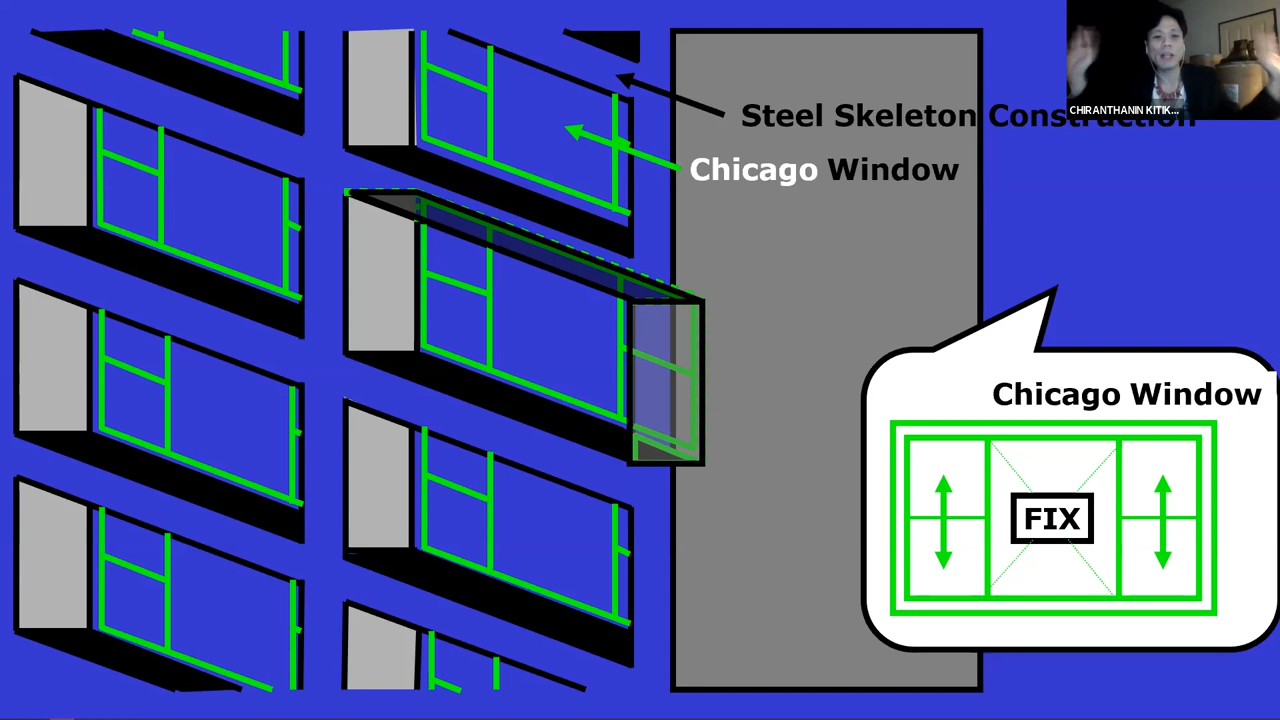 CHIRANTHANIN KITIK...
Steel Skeleton Construction
Chicago Window
Chicago Window
FIX